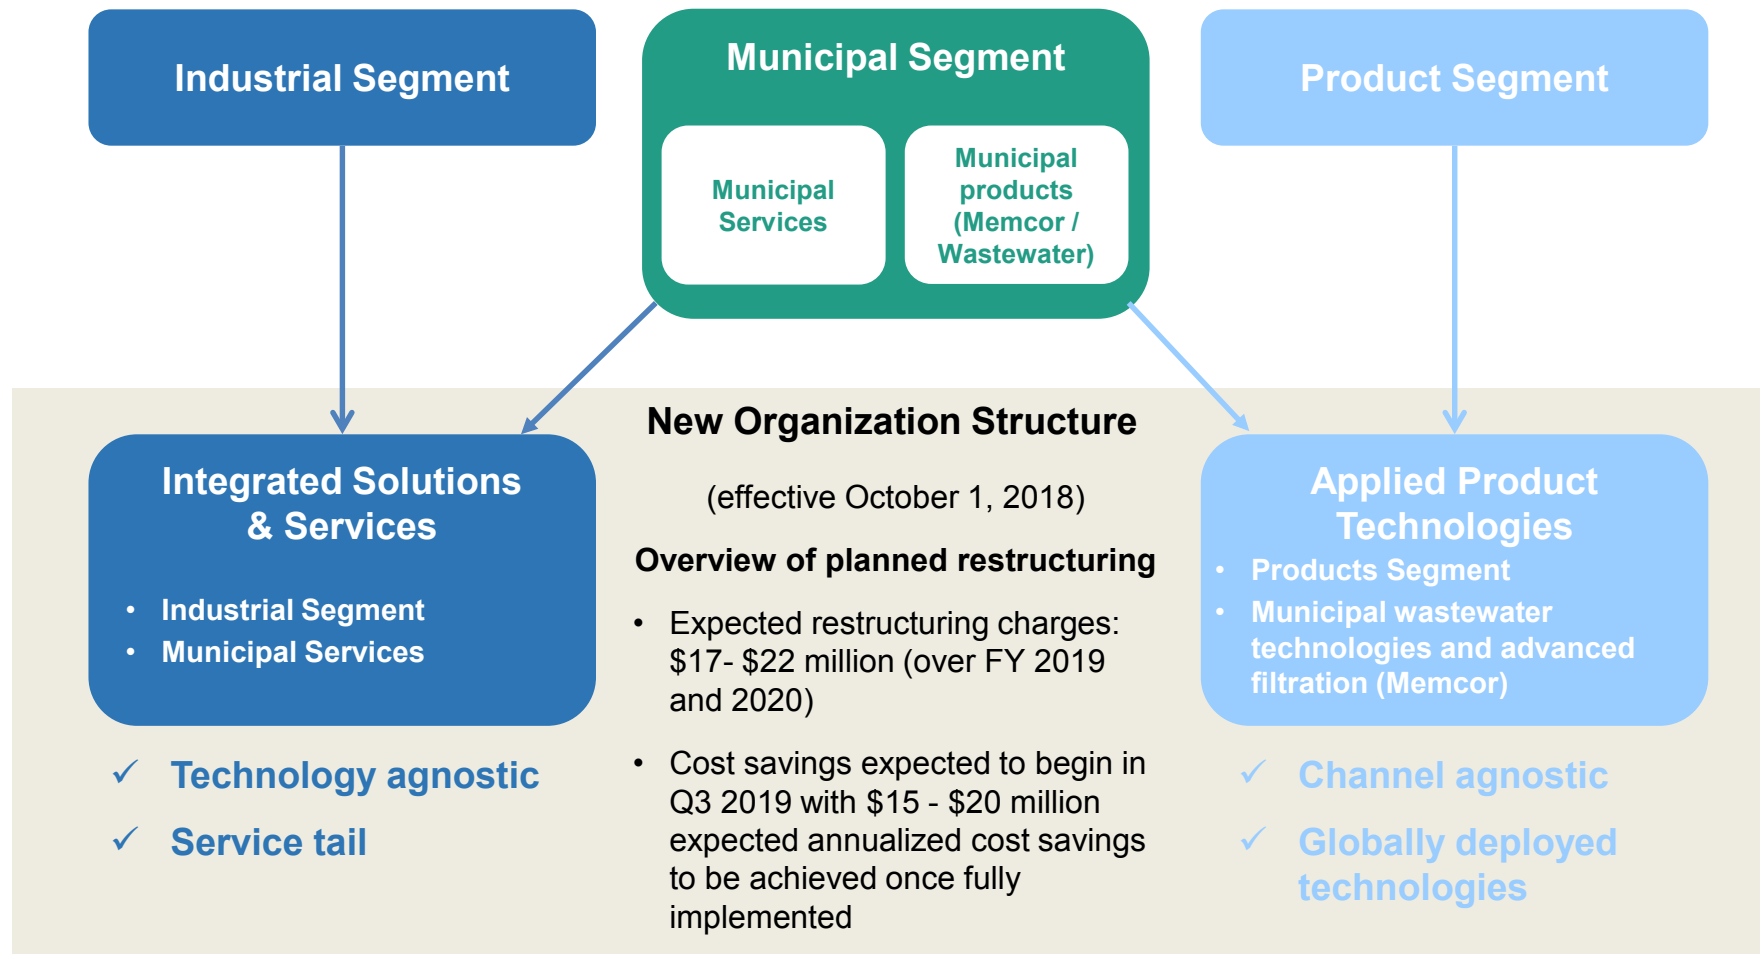 Industrial Segment
Municipal Segment
Municipal
Services
Municipal
products
(Memcor /
Wastewater)
Product Segment
New Organization Structure
(effective October 1, 2018)
Overview of planned restructuring
• Expected restructuring charges:
$17- $22 million (over FY 2019
and 2020)
• Cost savings expected to begin in
Q3 2019 with $15 - $20 million
expected annualized cost savings
to be achieved once fully
implemented
Integrated Solutions
& Services
• Industrial Segment
• Municipal Services
✓ Technology agnostic
✓ Service tail
Applied Product
Technologies
• Products Segment
• Municipal wastewater
technologies and advanced
filtration (Memcor)
✓ Channel agnostic
✓ Globally deployed
technologies